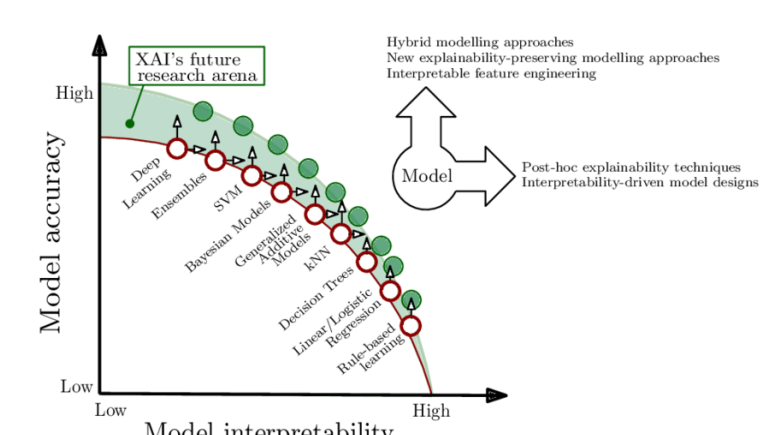 XAI's future
research arena
High
Model accuracy
Low
Low
High
Model interpretability
Deep
Learning
Ensembles
SVM
Bayesian Models
Generalized
Additive
Models
kNN
Decision Trees
Linear/Logistic
Regression
Rule-based
learning
Hybrid modelling approaches
New explainability-preserving modelling approaches
Interpretable feature engineering
Model
Post-hoc explainability techniques
Interpretability-driven model designs